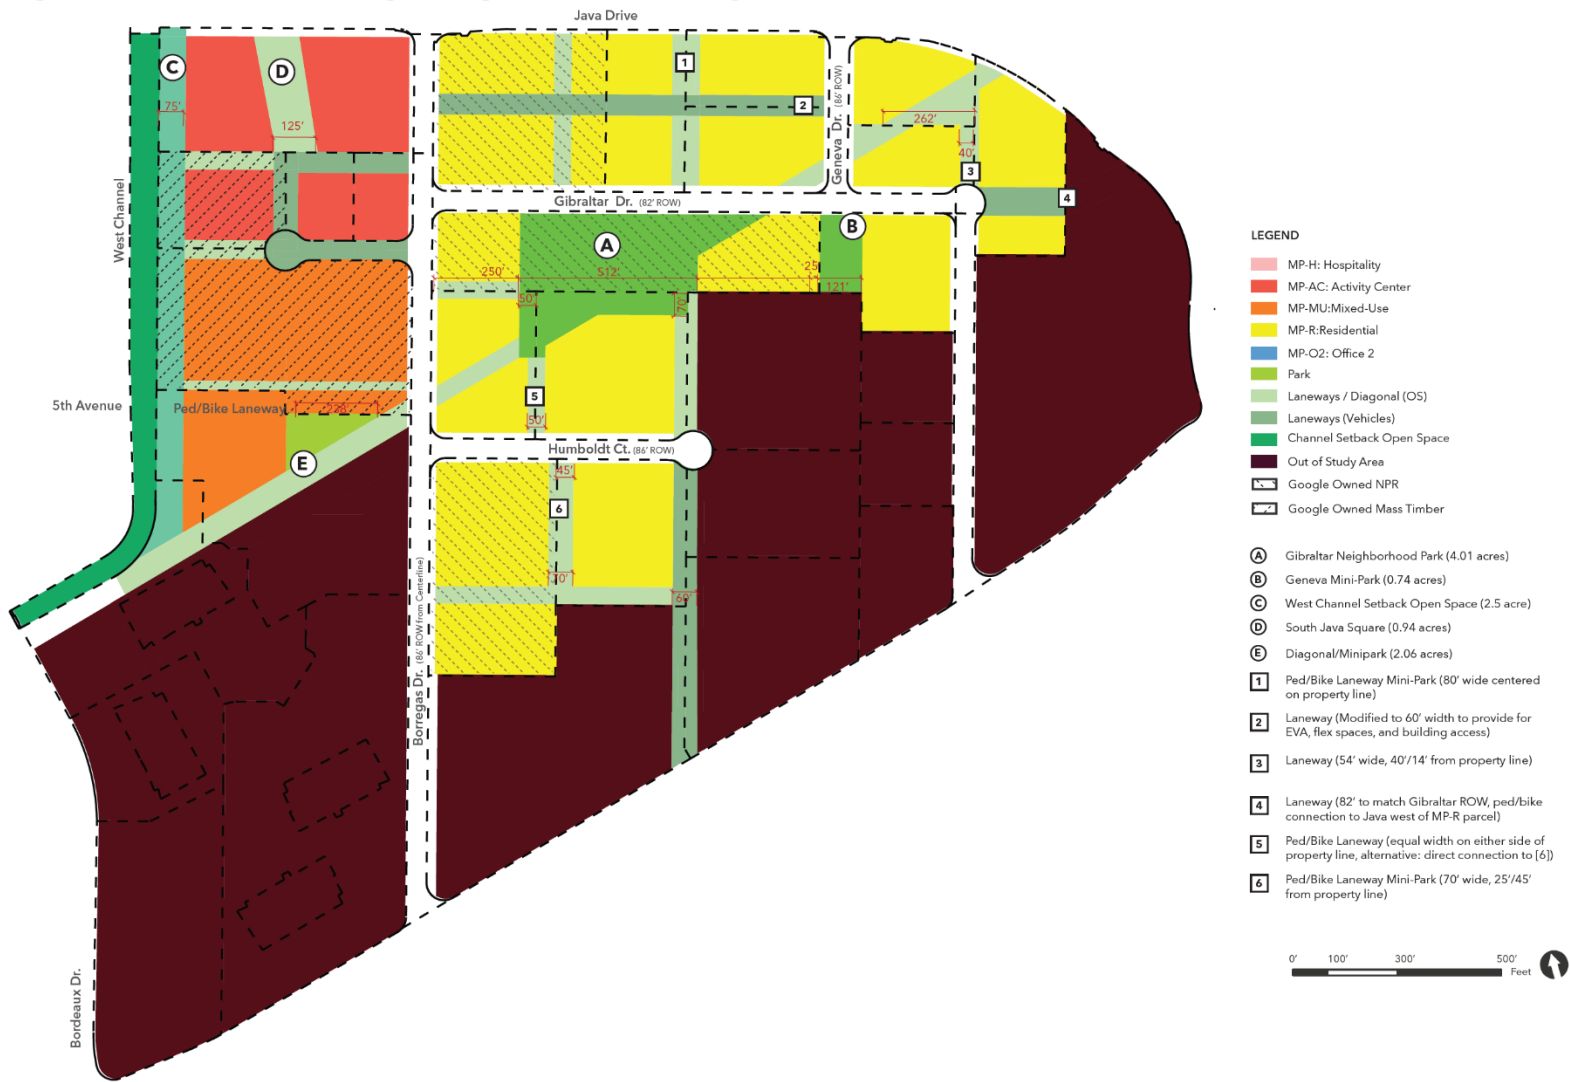 Java Drive
C
D
75'
125'
1
2
Geneva Dr. (86' ROW)
262'
40'
3
4
West Channel
Gibraltar Dr. (82' ROW)
A
B
250'
512'
25'
121'
50'
70'
5th Avenue
Ped/Bike Laneway
238'
5
50'
E
Humboldt Ct. (86' ROW)
45'
6
70'
60'
Borregas Dr. (86' ROW from Centerline)
Bordeaux Dr.
LEGEND
MP-H: Hospitality
MP-AC: Activity Center
MP-MU:Mixed-Use
MP-R:Residential
MP-O2: Office 2
Park
Laneways / Diagonal (OS)
Laneways (Vehicles)
Channel Setback Open Space
Out of Study Area
Google Owned NPR
Google Owned Mass Timber
A Gibraltar Neighborhood Park (4.01 acres)
B Geneva Mini-Park (0.74 acres)
C West Channel Setback Open Space (2.5 acre)
D South Java Square (0.94 acres)
E Diagonal/Minipark (2.06 acres)
1 Ped/Bike Laneway Mini-Park (80' wide centered
on property line)
2 Laneway (Modified to 60' width to provide for
EVA, flex spaces, and building access)
3 Laneway (54' wide, 40'/14' from property line)
4 Laneway (82' to match Gibraltar ROW, ped/bike
connection to Java west of MP-R parcel)
5 Ped/Bike Laneway (equal width on either side of
property line, alternative: direct connection to [6])
6 Ped/Bike Laneway Mini-Park (70' wide, 25'/45'
from property line)
0' 100' 300' 500'
Feet